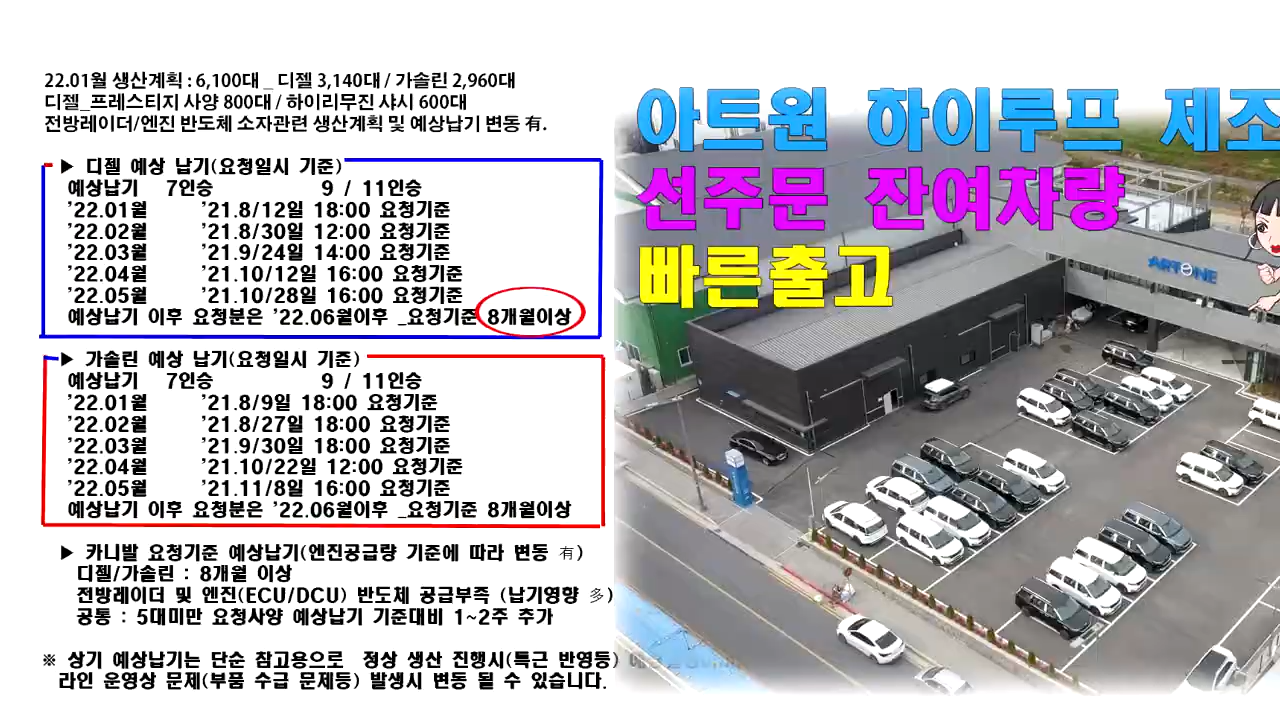 22.01월 생산계획 : 6,100대 _ 디젤 3,140대 / 가솔린 2,960대
디젤_프레스티지 사양 800대 / 하이리무진 샤시 600대
전방레이더/엔진 반도체 소자관련 생산계획 및 예상납기 변동 有.
▶ 디젤 예상 납기(요청일시 기준)
예상납기 7인승 9 / 11인승
'22.01월 '21.8/12일 18:00 요청기준
'22.02월 '21.8/30일 12:00 요청기준
'22.03월 '21.9/24일 14:00 요청기준
'22.04월 '21.10/12일 16:00 요청기준
'22.05월 '21.10/28일 16:00 요청기준
예상납기 이후 요청분은 '22.06월이후 _요청기준 8개월이상
▶ 가솔린 예상 납기(요청일시 기준)
예상납기 7인승 9 / 11인승
'22.01월 '21.8/9일 18:00 요청기준
'22.02월 '21.8/27일 18:00 요청기준
'22.03월 '21.9/30일 18:00 요청기준
'22.04월 '21.10/22일 12:00 요청기준
'22.05월 '21.11/8일 16:00 요청기준
예상납기 이후 요청분은 '22.06월이후 _요청기준 8개월이상
▶ 카니발 요청기준 예상납기(엔진공급량 기준에 따라 변동 有)
디젤/가솔린 : 8개월 이상
전방레이더 및 엔진(ECU/DCU) 반도체 공급부족 (납기영향 多)
공통 : 5대미만 요청사양 예상납기 기준대비 1~2주 추가
※ 상기 예상납기는 단순 참고용으로 정상 생산 진행시(특근 반영등)
라인 운영상 문제(부품 수급 문제등) 발생시 변동 될 수 있습니다.
아트원 하이루프 제조
선주문 잔여차량
빠른출고
ARTONE